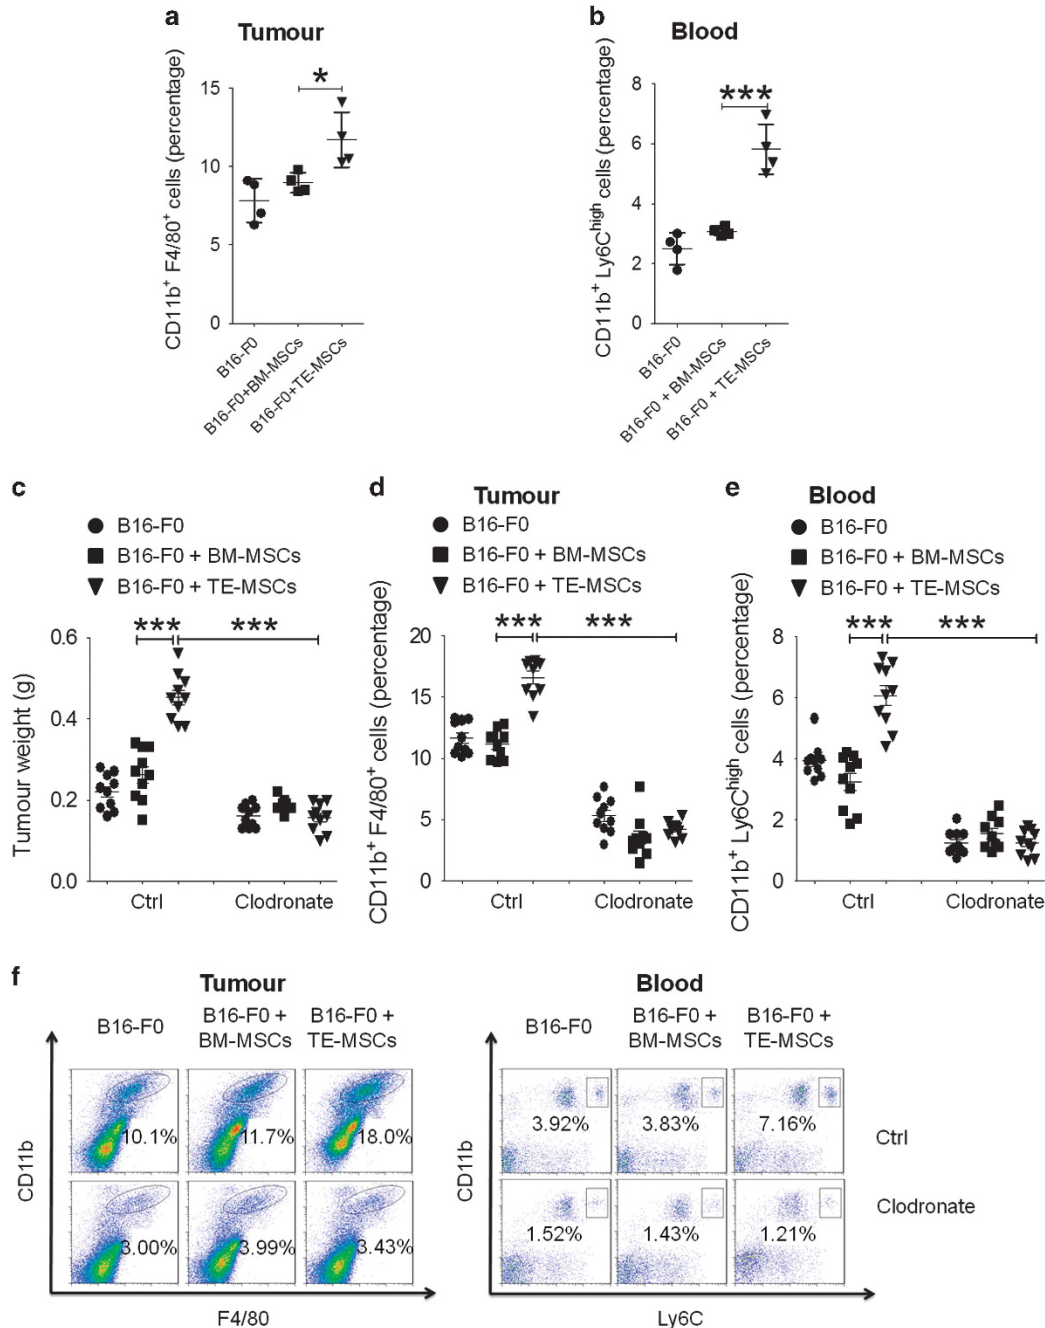 a
Tumour
CD11b+ F4/80+ cells (percentage)
15
10
5
0
*
B16-F0
B16-F0+BM-MSCs
B16-F0+TE-MSCs
b
Blood
CD11b+ Ly6Chigh cells (percentage)
8
6
4
2
0
***
B16-F0
B16-F0 + BM-MSCs
B16-F0 + TE-MSCs
c
B16-F0
B16-F0 + BM-MSCs
B16-F0 + TE-MSCs
*** ***
Tumour weight (g)
0.6
0.4
0.2
0.0
Ctrl Clodronate
d
Tumour
B16-F0
B16-F0 + BM-MSCs
B16-F0 + TE-MSCs
*** ***
CD11b+ F4/80+ cells (percentage)
20
15
10
5
0
Ctrl Clodronate
e
Blood
B16-F0
B16-F0 + BM-MSCs
B16-F0 + TE-MSCs
*** ***
CD11b+ Ly6Chigh cells (percentage)
8
6
4
2
0
Ctrl Clodronate
f
Tumour
B16-F0
B16-F0 +
BM-MSCs
B16-F0 +
TE-MSCs
CD11b
10.1% 11.7% 18.0%
3.00% 3.99% 3.43%
F4/80
Blood
B16-F0
B16-F0 +
BM-MSCs
B16-F0 +
TE-MSCs
CD11b
3.92% 3.83% 7.16%
Ctrl
1.52% 1.43% 1.21%
Clodronate
Ly6C